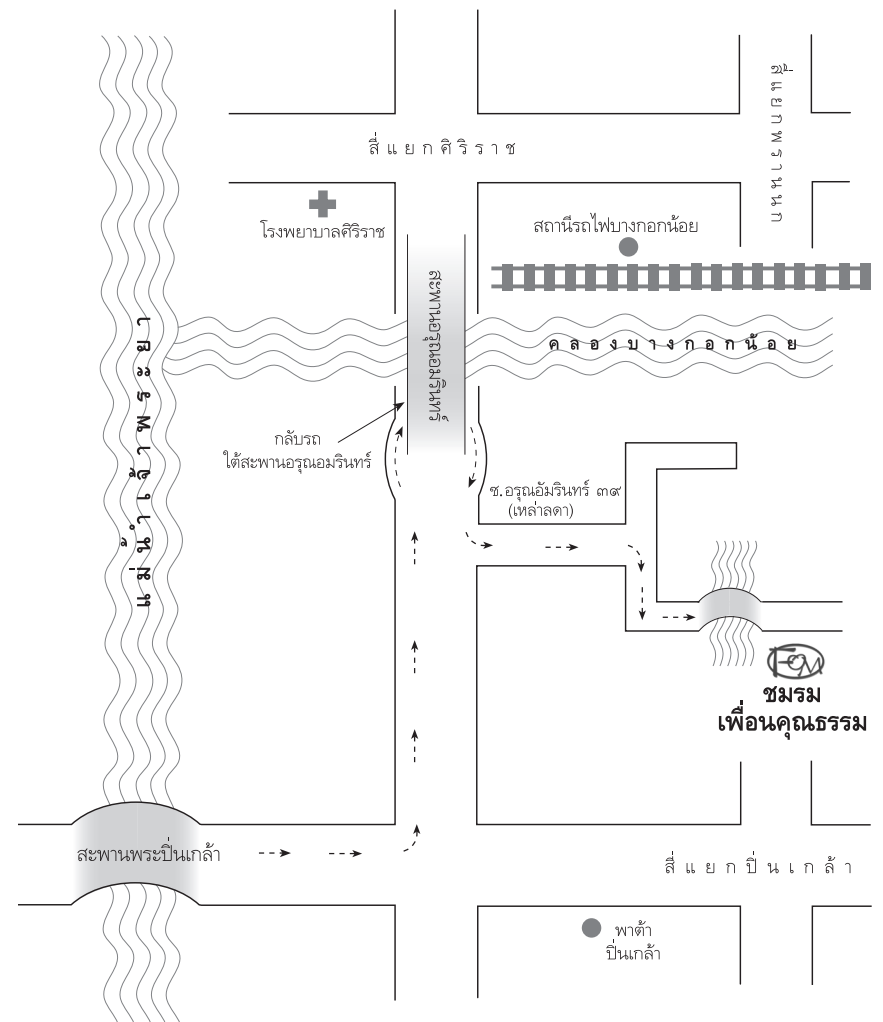 สี่แยกพรานนก
สี่แยกศิริราช
โรงพยาบาลศิริราช
สถานีรถไฟบางกอกน้อย
สะพานอรุณอมรินทร์
คลองบางกอกน้อย
แม่น้ำเจ้าพระยา
กลับรถ
ใต้สะพานอรุณอมรินทร์
ซ.อรุณอัมรินทร์ ๓๙
(เหล่าลดา)
FOM
ชมรม
เพื่อนคุณธรรม
สะพานพระปิ่นเกล้า
สี่แยกปิ่นเกล้า
พาต้า
ปิ่นเกล้า